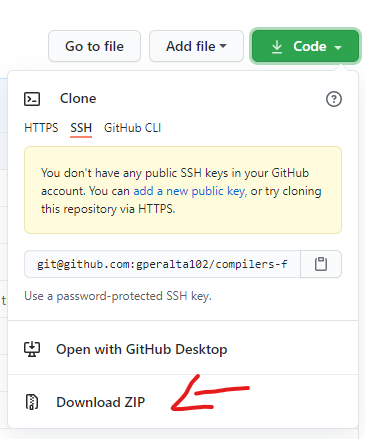 Go to file
Add file
Code
Clone
HTTPS SSH GitHub CLI
You don't have any public SSH keys in your GitHub
account. You can add a new public key, or try cloning
this repository via HTTPS.
git@github.com:gperalta102/compilers-f
Use a password-protected SSH key.
Open with GitHub Desktop
Download ZIP